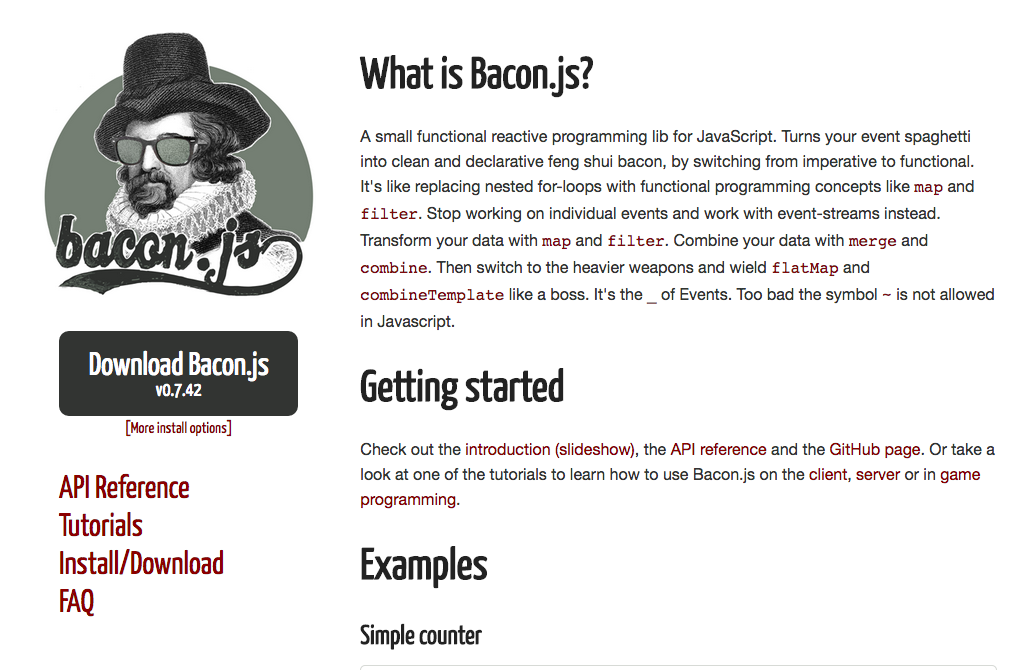 bacon.js
Download Bacon.js
v0.7.42
[More install options]
API Reference
Tutorials
Install/Download
FAQ
What is Bacon.js?
A small functional reactive programming lib for JavaScript. Turns your event spaghetti
into clean and declarative feng shui bacon, by switching from imperative to functional.
It's like replacing nested for-loops with functional programming concepts like map and
filter. Stop working on individual events and work with event-streams instead.
Transform your data with map and filter. Combine your data with merge and
combine. Then switch to the heavier weapons and wield flatMap and
combineTemplate like a boss. It's the _ of Events. Too bad the symbol ~ is not allowed
in Javascript.
Getting started
Check out the introduction (slideshow), the API reference and the GitHub page. Or take a
look at one of the tutorials to learn how to use Bacon.js on the client, server or in game
programming.
Examples
Simple counter